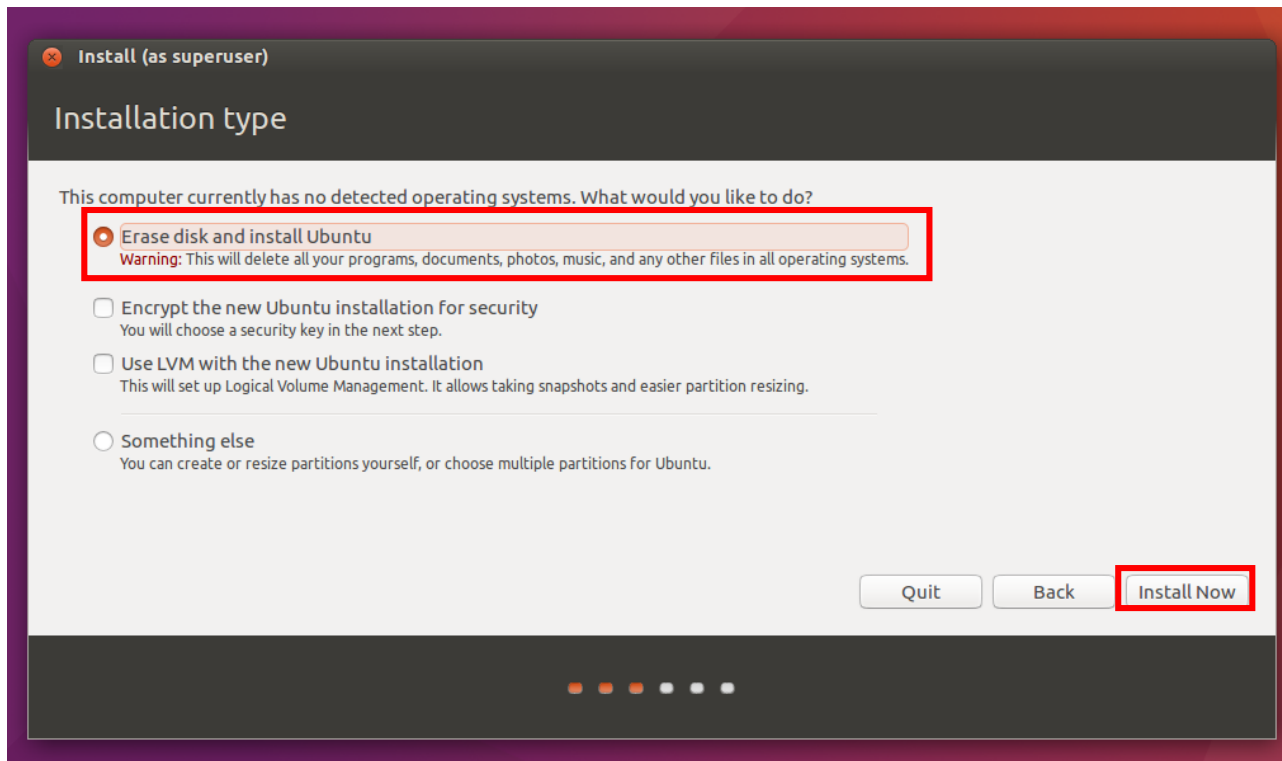 Install (as superuser)
Installation type
This computer currently has no detected operating systems. What would you like to do?
Erase disk and install Ubuntu
Warning: This will delete all your programs, documents, photos, music, and any other files in all operating systems.
Encrypt the new Ubuntu installation for security
You will choose a security key in the next step.
Use LVM with the new Ubuntu installation
This will set up Logical Volume Management. It allows taking snapshots and easier partition resizing.
Something else
You can create or resize partitions yourself, or choose multiple partitions for Ubuntu.
Quit Back Install Now